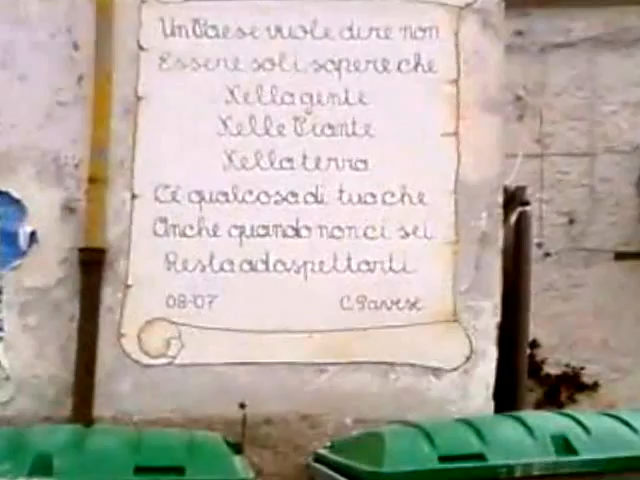 Un Paese vuole dire non
Essere soli sapere che
Nella gente
Nelle Piante
Nella terra
C'é qualcosa di tuo che
Anche quando non ci sei
Resta ad aspettarti
08-07 C. Pavese